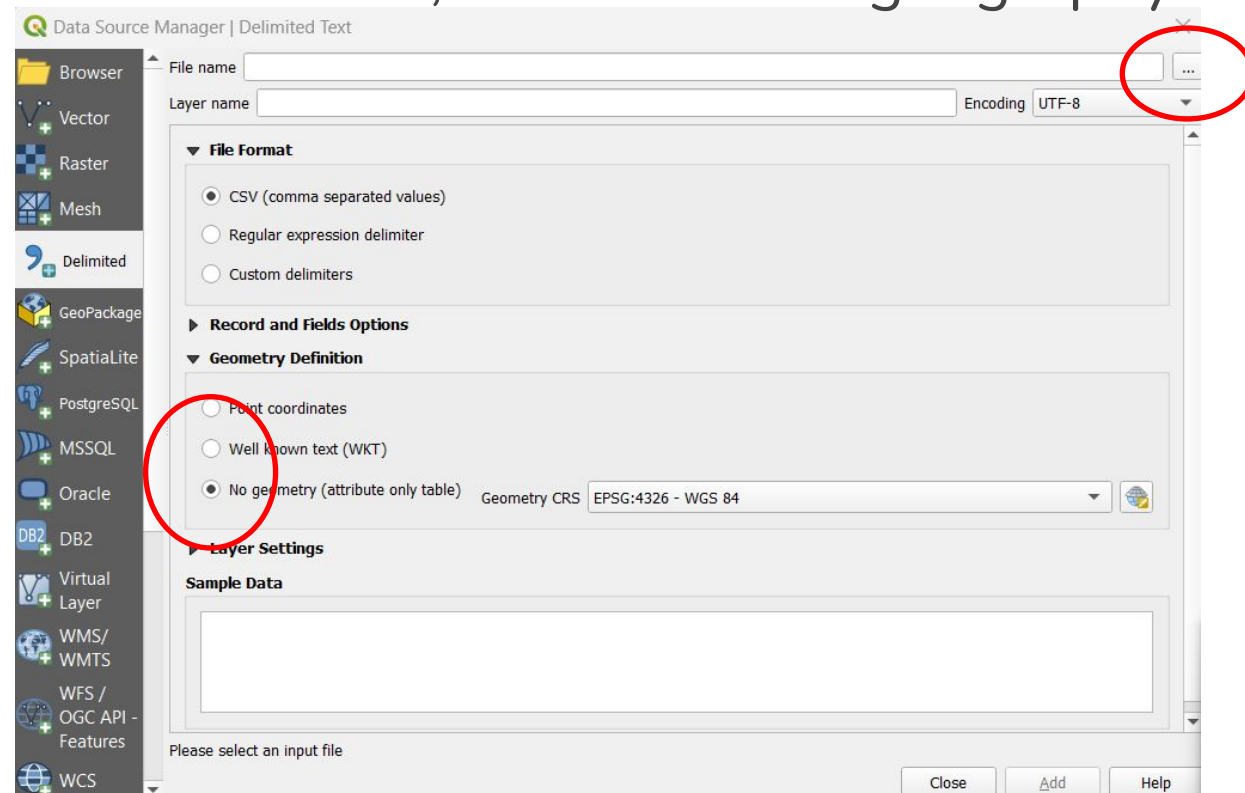 geography
Data Source Manager | Delimited Text
Browser
File name
...
Layer name
Encoding UTF-8
Vector
File Format
Raster
CSV (comma separated values)
Mesh
Regular expression delimiter
Delimited
Custom delimiters
GeoPackage
Record and Fields Options
SpatiaLite
Geometry Definition
PostgreSQL
Point coordinates
MSSQL
Well known text (WKT)
Oracle
No geometry (attribute only table) Geometry CRS EPSG:4326 - WGS 84
DB2
DB2
Layer Settings
Virtual
Layer
Sample Data
WMS/
WMTS
WFS /
OGC API -
Features
Please select an input file
WCS
Close Add Help